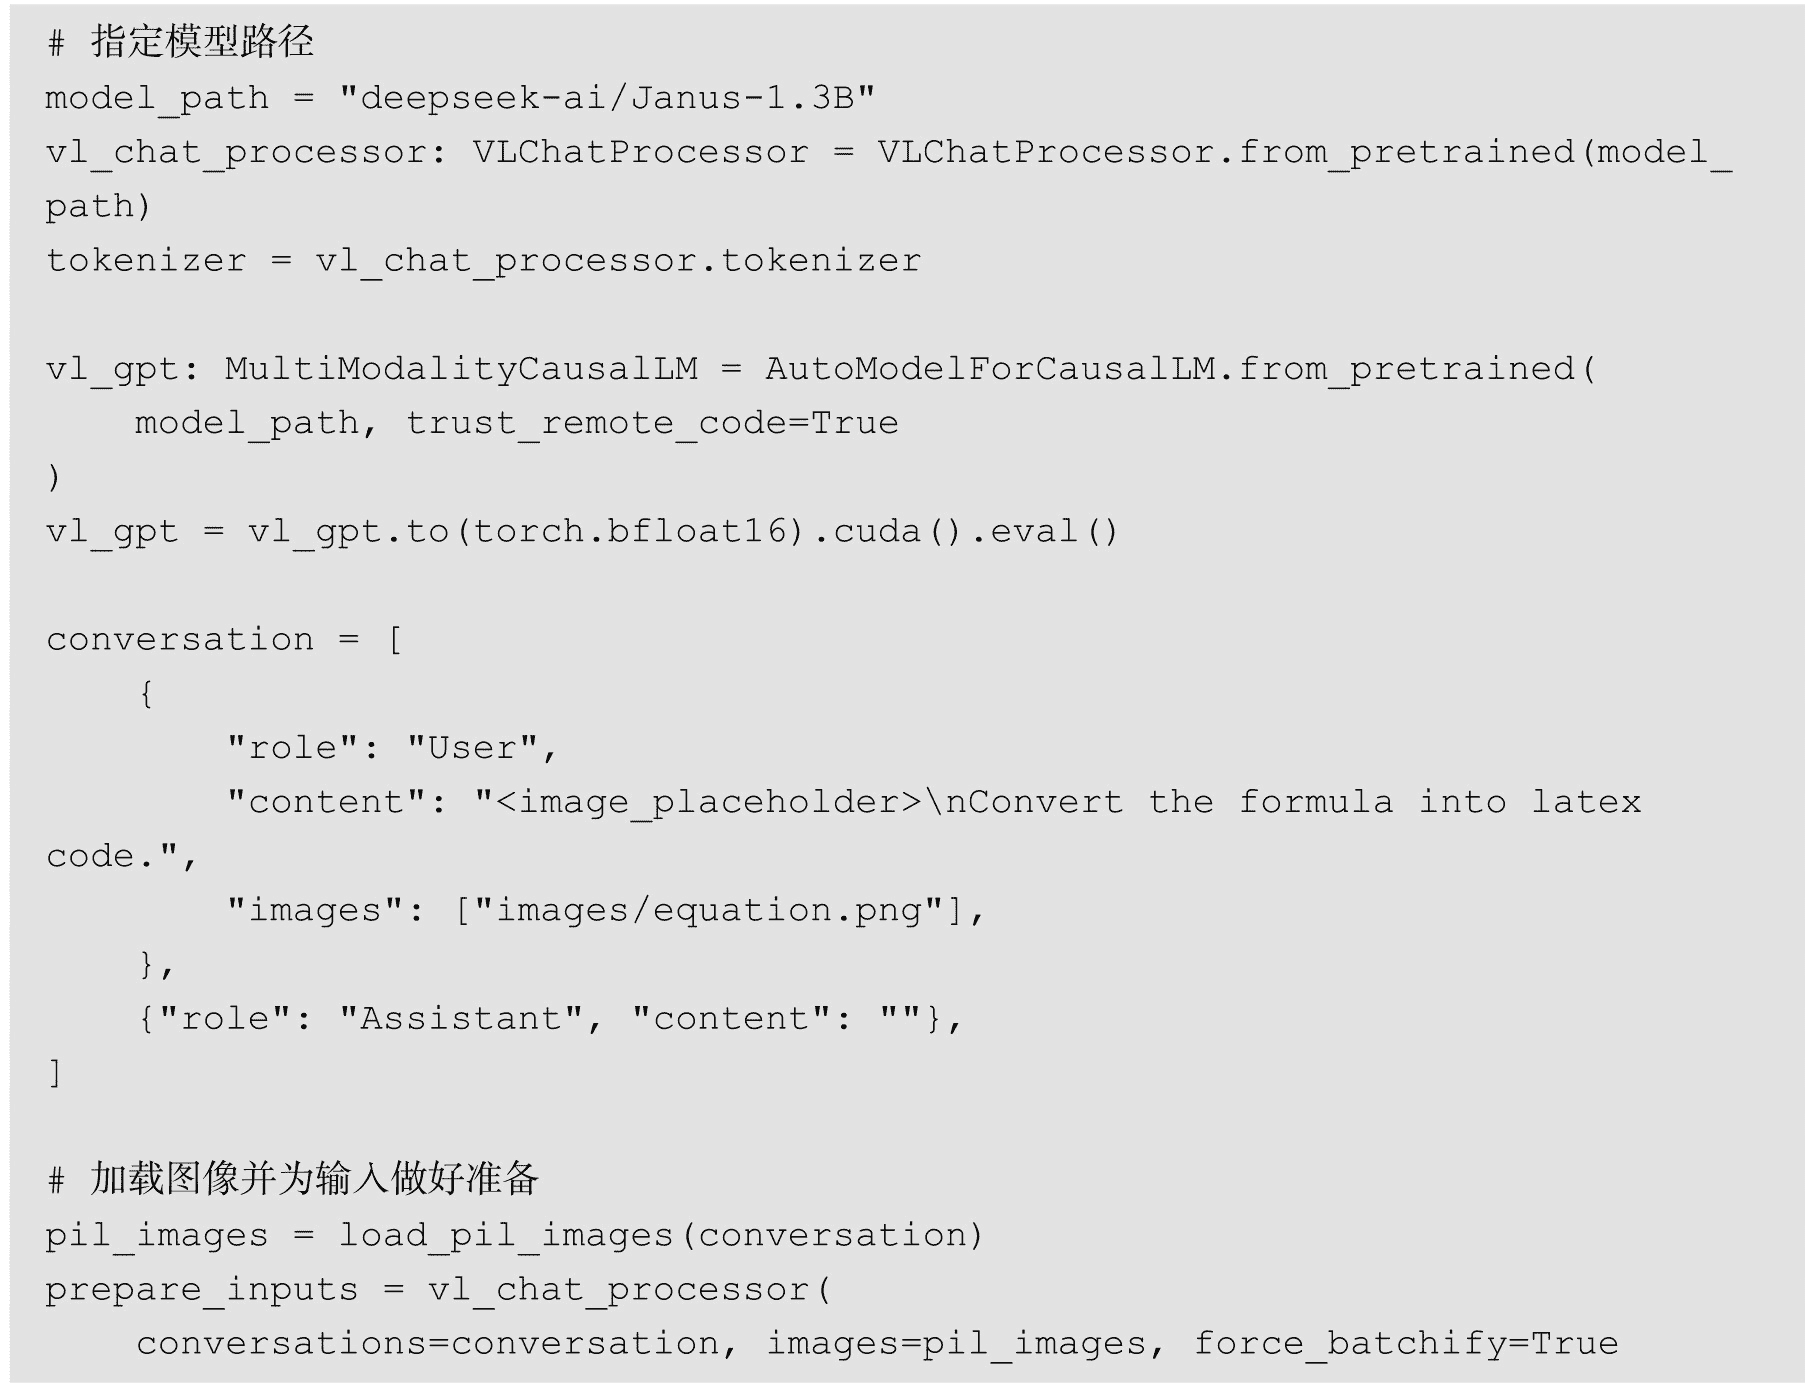 # 指定模型路径
model_path = "deepseek-ai/Janus-1.3B"
vl_chat_processor: VLChatProcessor = VLChatProcessor.from_pretrained(model_
path)
tokenizer = vl_chat_processor.tokenizer

vl_gpt: MultiModalityCausalLM = AutoModelForCausalLM.from_pretrained(
    model_path, trust_remote_code=True
)
vl_gpt = vl_gpt.to(torch.bfloat16).cuda().eval()

conversation = [
    {
        "role": "User",
        "content": "<image_placeholder>\nConvert the formula into latex
code.",
        "images": ["images/equation.png"],
    },
    {"role": "Assistant", "content": ""},
]

# 加载图像并为输入做好准备
pil_images = load_pil_images(conversation)
prepare_inputs = vl_chat_processor(
    conversations=conversation, images=pil_images, force_batchify=True